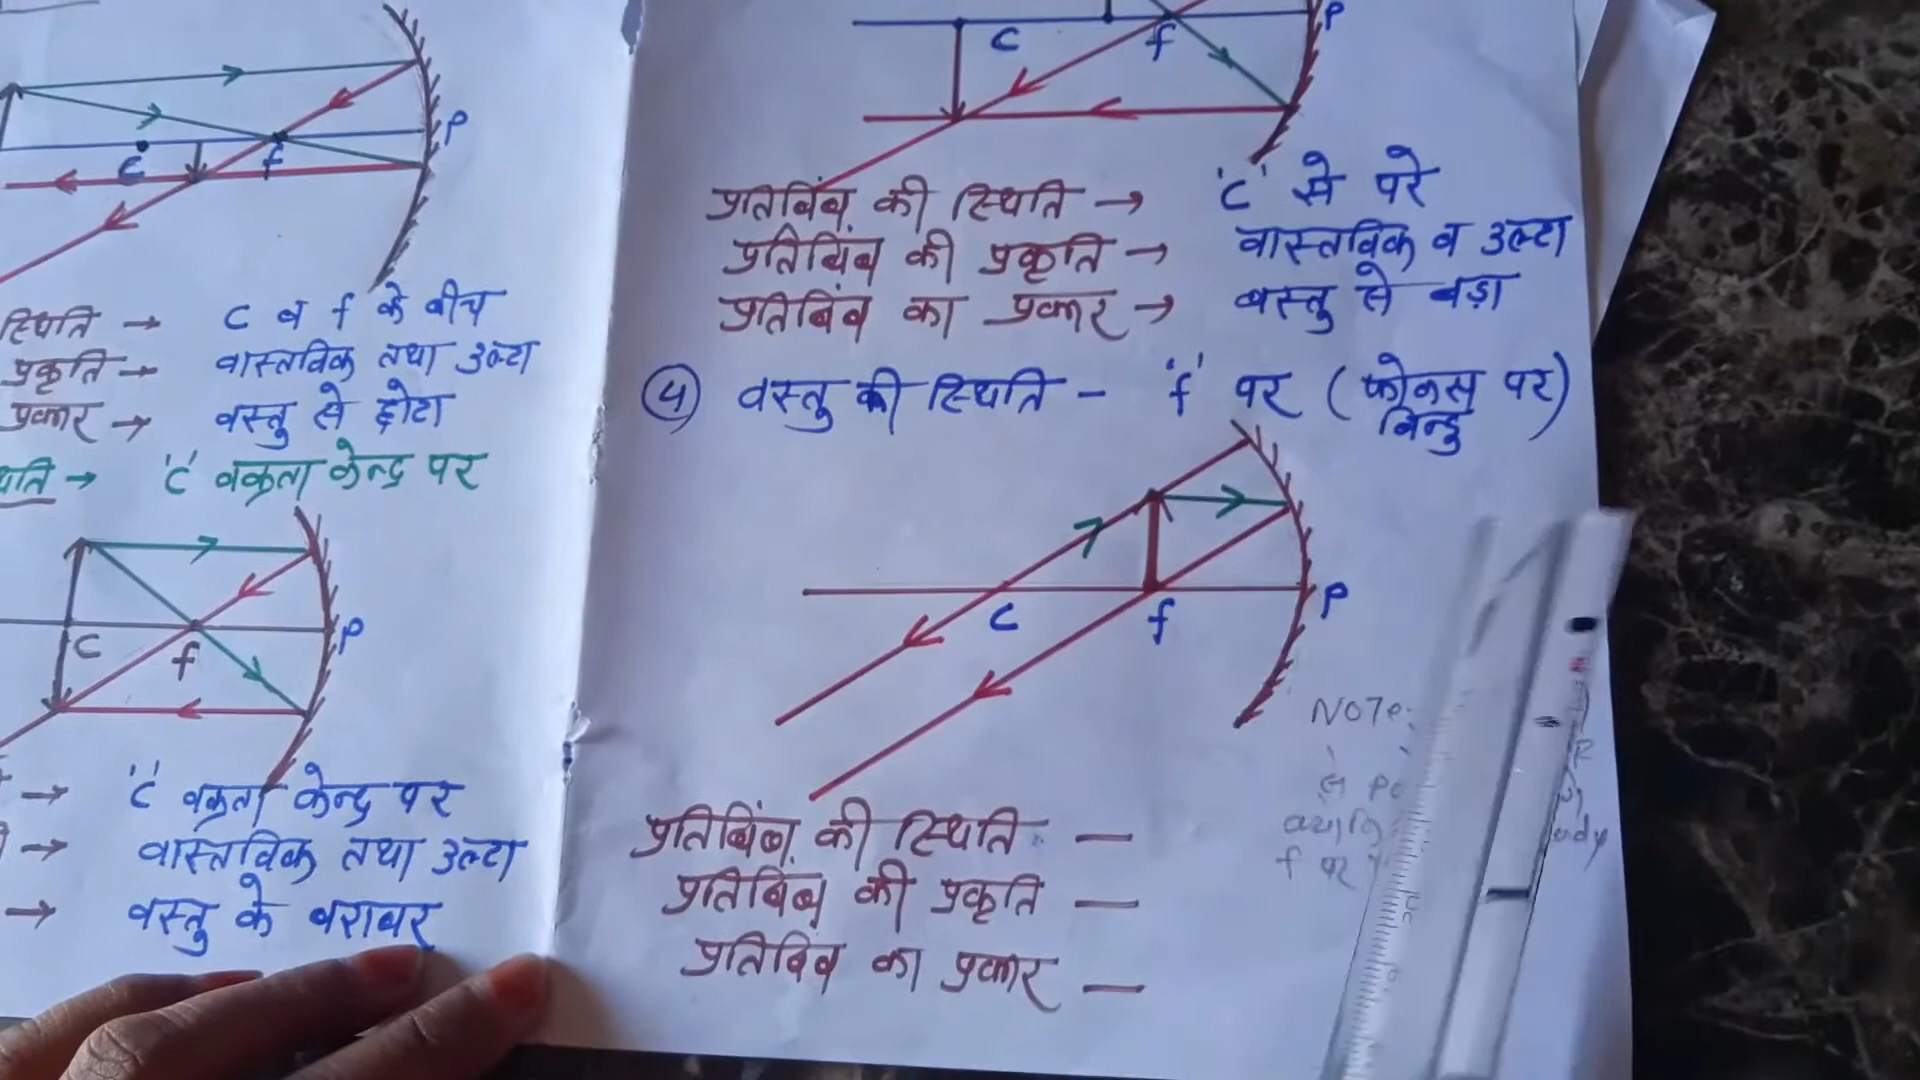 C f P
स्थिति → C व f के बीच
प्रकृति → वास्तविक तथा उल्टा
प्रकार → वस्तु से छोटा
→ 'C' वक्रता केन्द्र पर
C f P
→ 'C' वक्रता केन्द्र पर
→ वास्तविक तथा उल्टा
→ वस्तु के बराबर
C f P
प्रतिबिंब की स्थिति → 'C' से परे
प्रतिबिंब की प्रकृति → वास्तविक व उल्टा
प्रतिबिंब का प्रकार → वस्तु से बड़ा
④ वस्तु की स्थिति - 'f' पर (फोकस पर)
बिन्दु
C f P
प्रतिबिंब की स्थिति —
प्रतिबिंब की प्रकृति —
प्रतिबिंब का प्रकार —
NOTE:
f पर